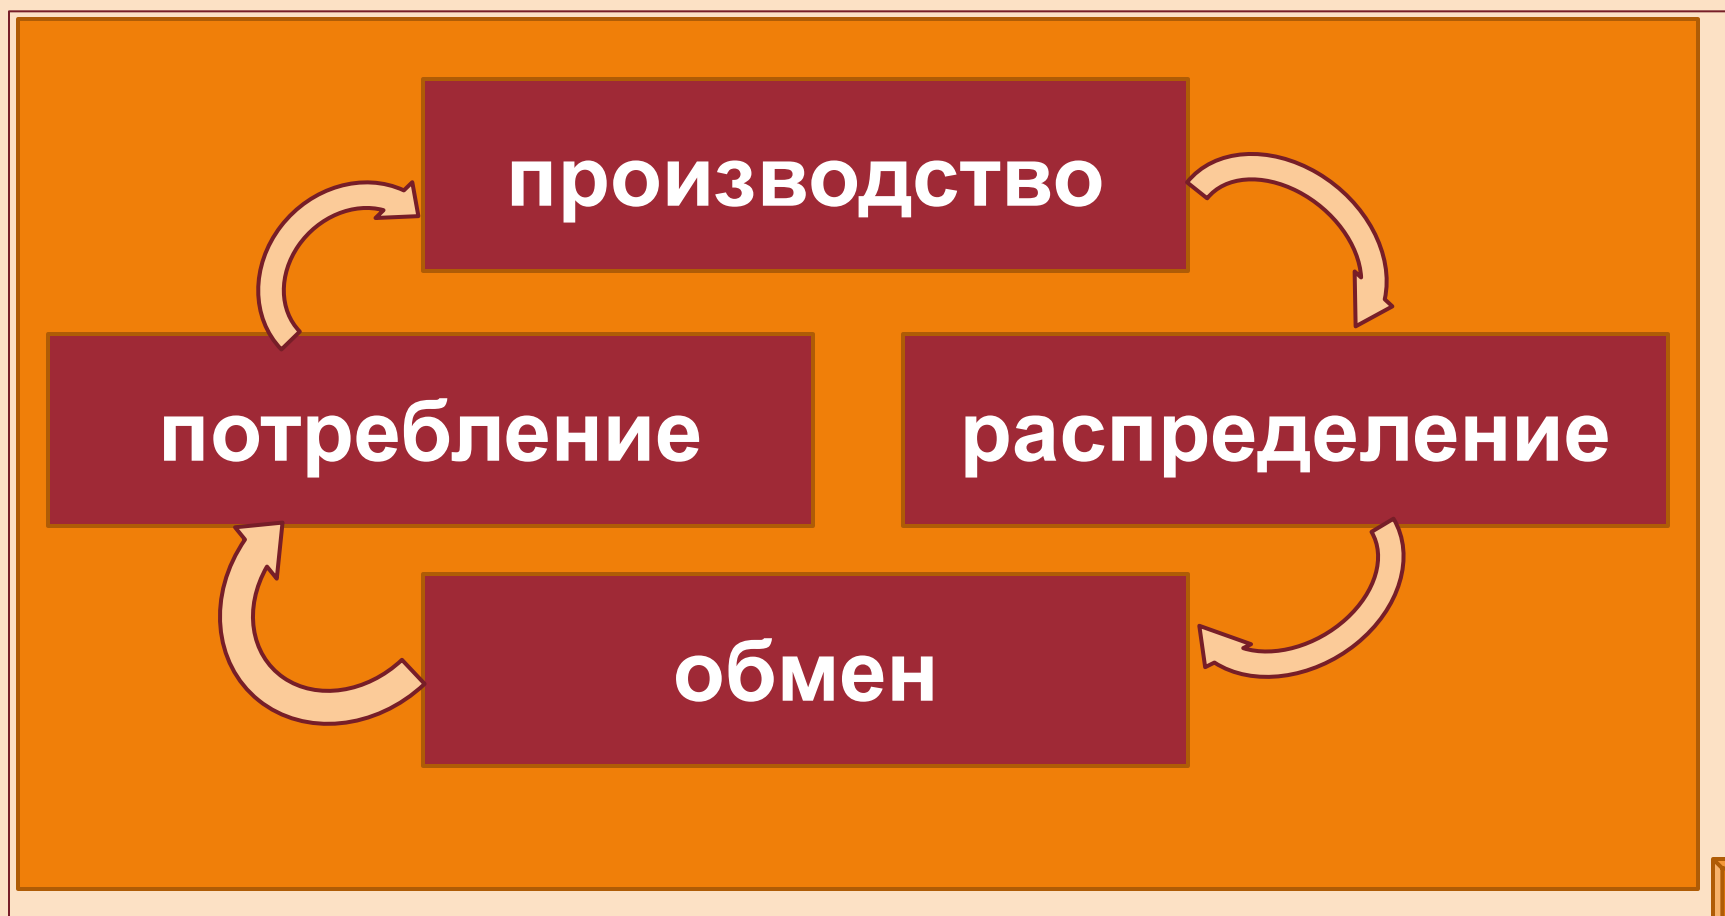 производство
потребление
распределение
обмен